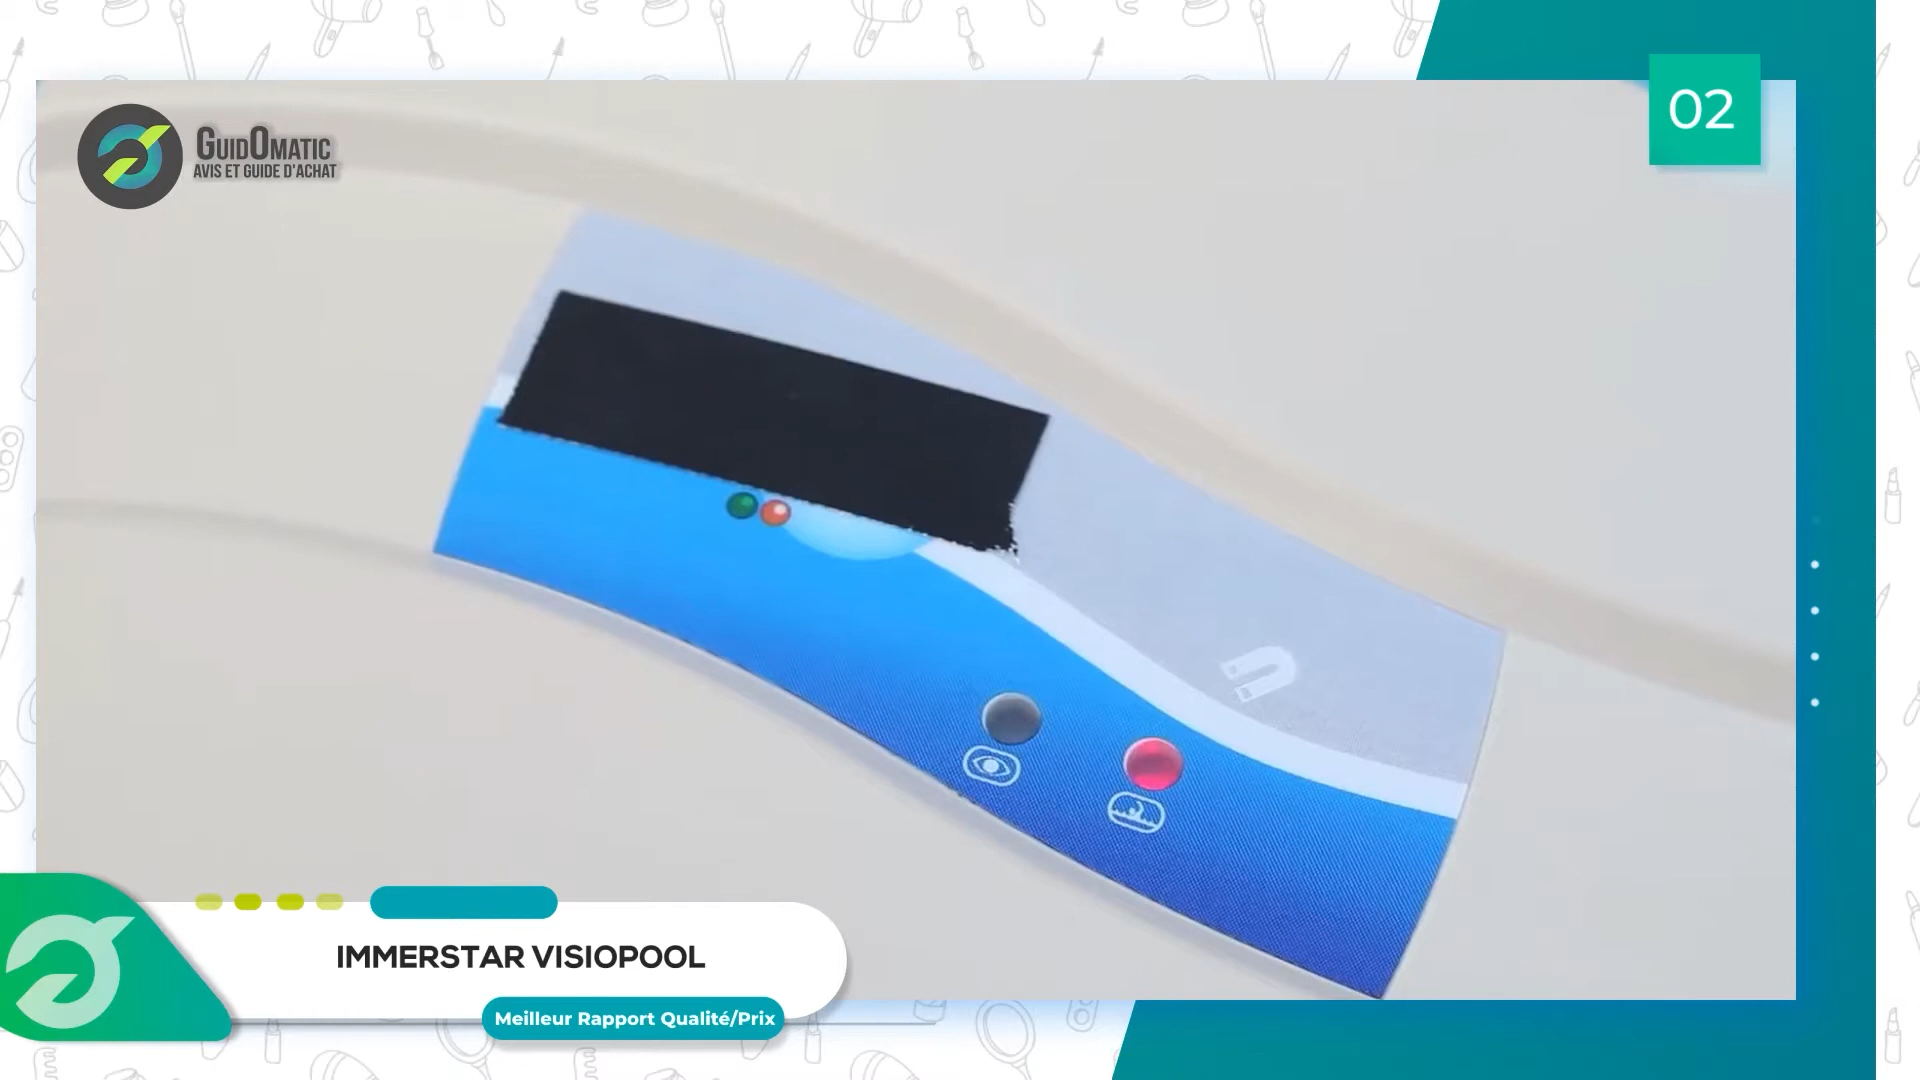 GUIDOMATIC
AVIS ET GUIDE D'ACHAT
02
IMMERSTAR VISIOPOOL
Meilleur Rapport Qualité/Prix